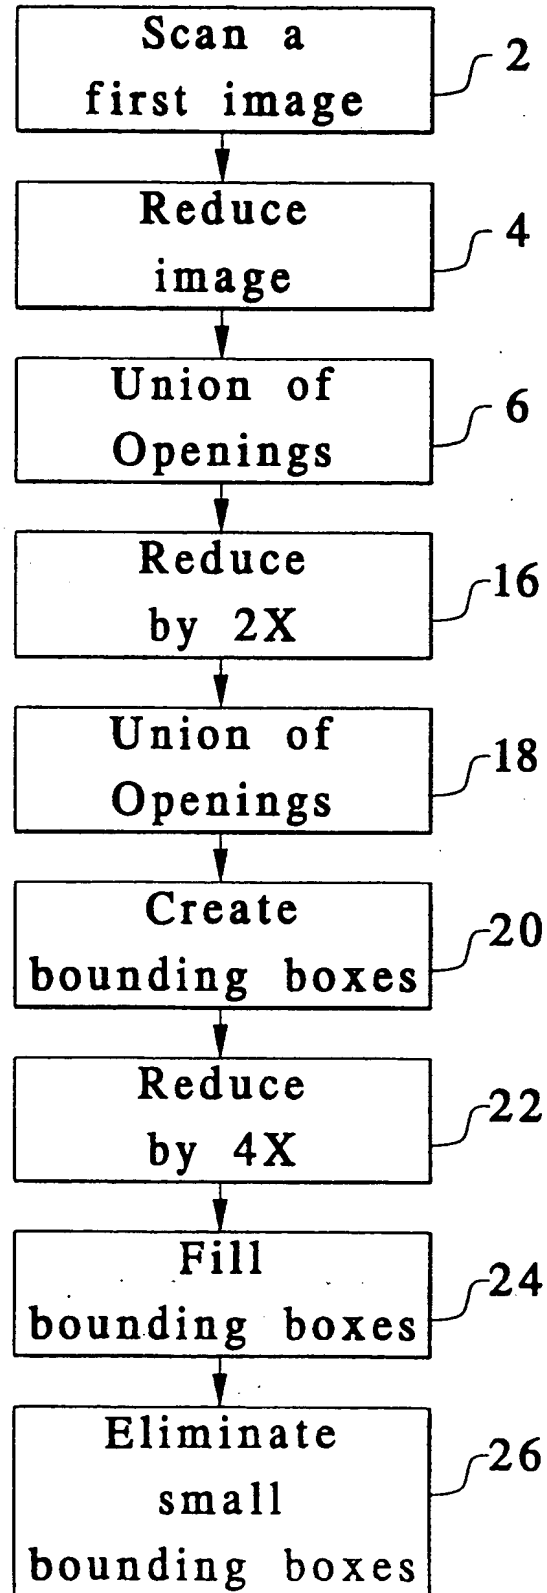 Scan a
2
first image
Reduce
4
image
Union of
6
Openings
Reduce
16
by 2X
Union of
18
Openings
Create
20
bounding boxes
Reduce
22
by 4X
Fill
24
bounding boxes
Eliminate
26
small
bounding boxes